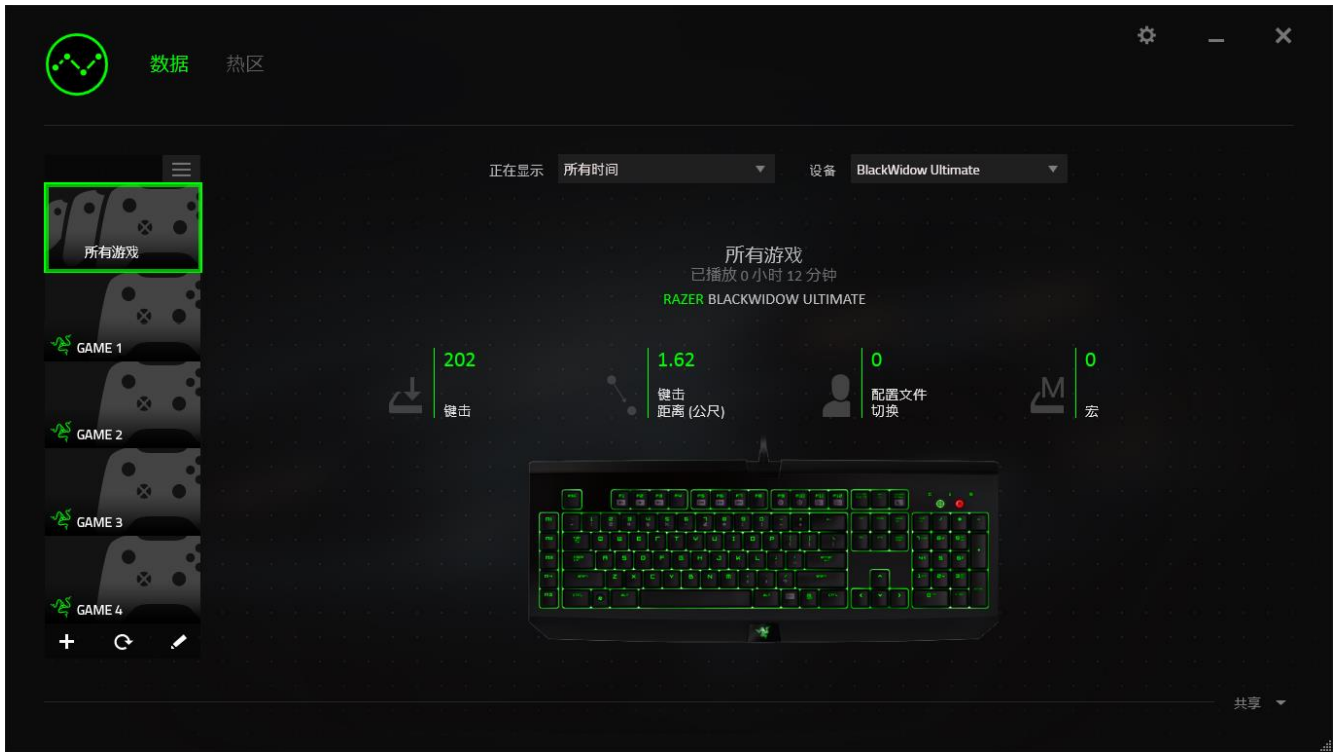 数据
热区
正在显示
所有时间
设备
BlackWidow Ultimate
所有游戏
GAME 1
GAME 2
GAME 3
GAME 4
所有游戏
已播放 0 小时 12 分钟
RAZER BLACKWIDOW ULTIMATE
202
键击
1.62
键击
距离 (公尺)
0
配置文件
切换
M
0
宏
共享